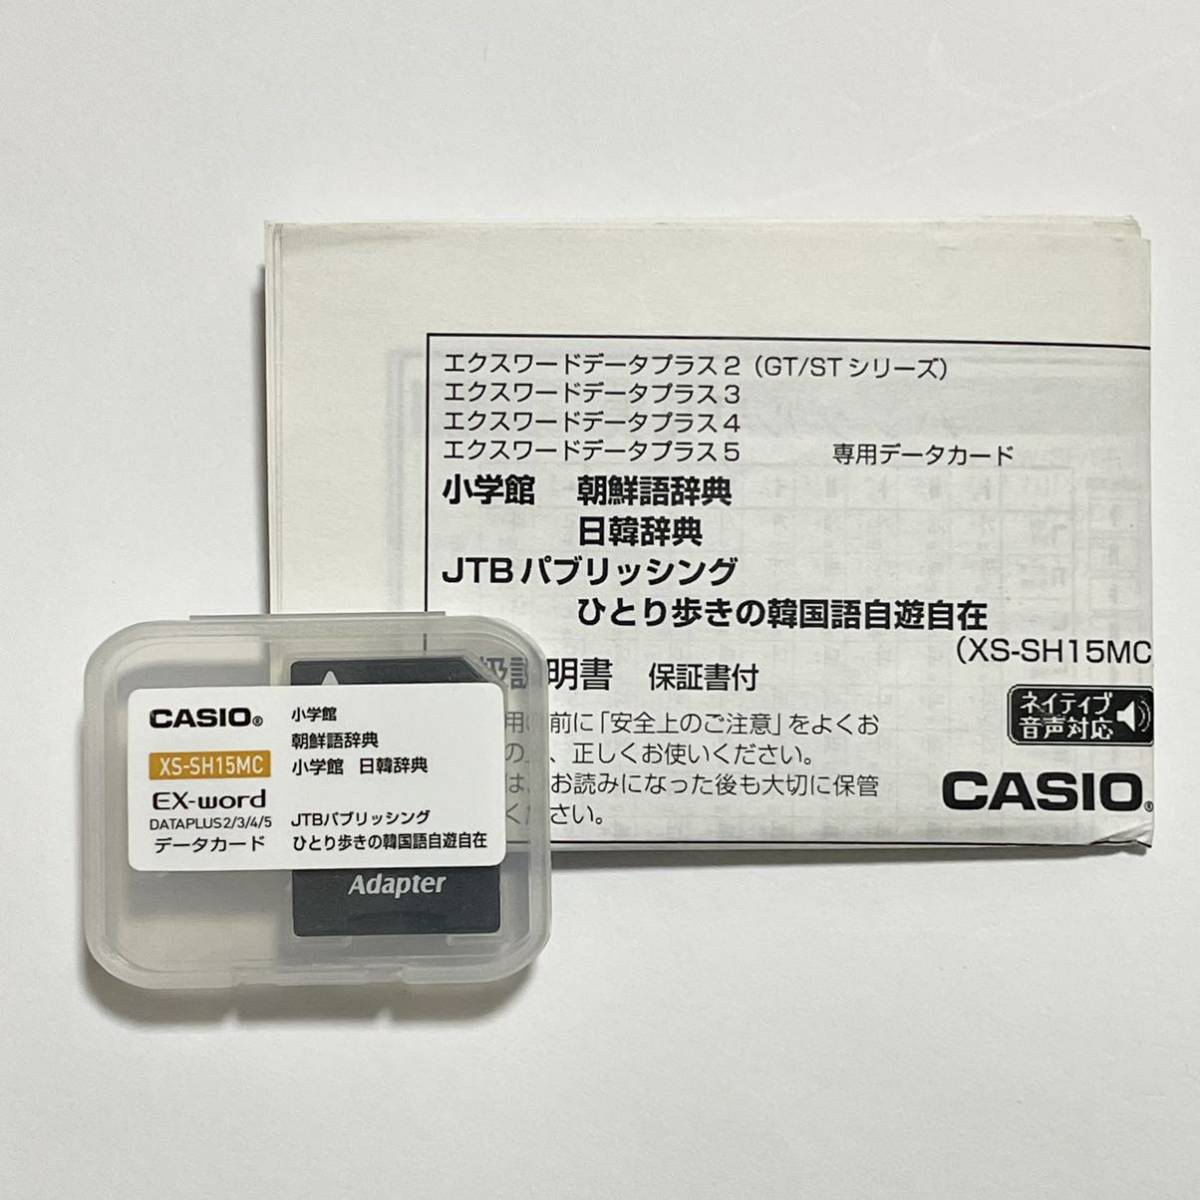 エクスワードデータプラス2(GT/STシリーズ)
エクスワードデータプラス3
エクスワードデータプラス4
エクスワードデータプラス5 専用データカード
小学館 朝鮮語辞典
日韓辞典
JTBパブリッシング
ひとり歩きの韓国語自遊自在
(XS-SH15MC
扱説明書 保証書付
ネイティブ
音声対応
用 前に「安全上のご注意」をよくお
の 、正しくお使いください。
は、お読みになった後も大切に保管
ください。
CASIO®
CASIO®
XS-SH15MC
EX-word
DATAPLUS2/3/4/5
データカード
小学館
朝鮮語辞典
小学館 日韓辞典
JTBパブリッシング
ひとり歩きの韓国語自遊自在
Adapter